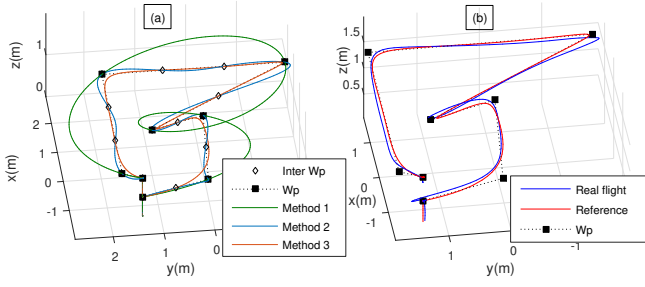 (a)
z(m)
1
0
2
1
0
-1
x(m)
2
1
0
y(m)
Inter Wp
Wp
Method 1
Method 2
Method 3
(b)
z(m)
1.5
1
0.5
1
0
-1
x(m)
1
-1
y(m)
Real flight
Reference
Wp